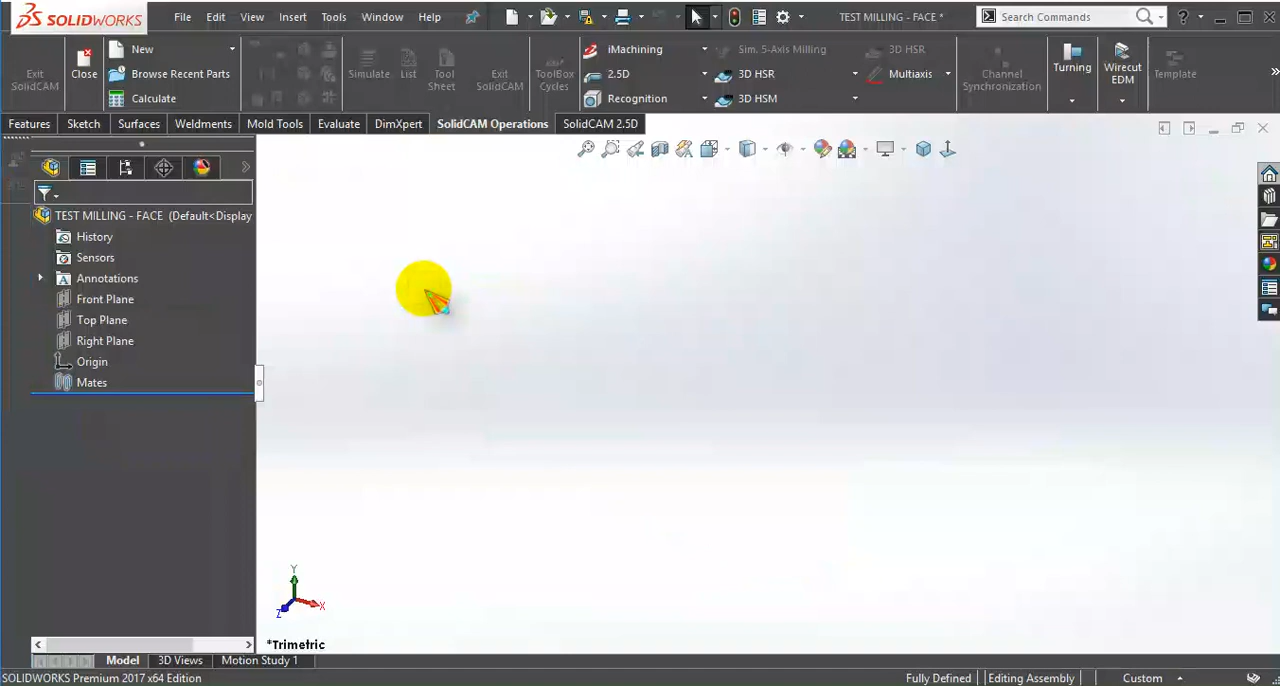 SOLIDWORKS File Edit View Insert Tools Window Help TEST MILLING - FACE * Search Commands
Exit SolidCAM
Close
New
Browse Recent Parts
Calculate
Simulate
List
Tool Sheet
Exit SolidCAM
ToolBox Cycles
iMachining
2.5D
Recognition
Sim. 5-Axis Milling
3D HSR
3D HSM
3D HSR
Multiaxis
Channel Synchronization
Turning
Wirecut EDM
Template
Features Sketch Surfaces Weldments Mold Tools Evaluate DimXpert SolidCAM Operations SolidCAM 2.5D
TEST MILLING - FACE (Default<Display
History
Sensors
Annotations
Front Plane
Top Plane
Right Plane
Origin
Mates
Y
X
Z
*Trimetric
Model 3D Views Motion Study 1
SOLIDWORKS Premium 2017 x64 Edition Fully Defined Editing Assembly Custom